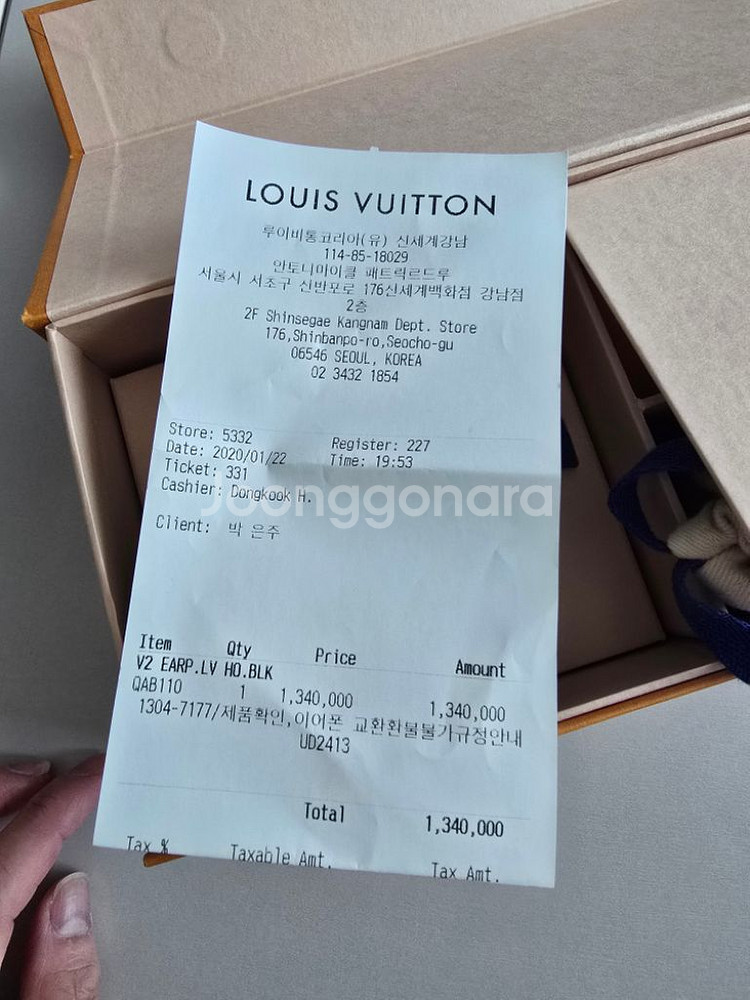 LOUIS VUITTON
루이비통코리아(유) 신세계강남
114-85-18029
안토니마이클 패트릭르드루
서울시 서초구 신반포로 176신세계백화점 강남점
2층
2F Shinsegae Kangnam Dept. Store
176,Shinbanpo-ro,Seocho-gu
06546 SEOUL, KOREA
02 3432 1854
Store: 5332 Register: 227
Date: 2020/01/22 Time: 19:53
Ticket: 331
Cashier: Dongkook H.
Joonggonara
Client: 박 은주
Item Qty Price Amount
V2 EARP.LV HO.BLK
QAB110 1 1,340,000 1,340,000
1304-7177/제품확인,이어폰 교환환불불가규정안내
UD2413
Total 1,340,000
Tax % Taxable Amt. Tax Amt.